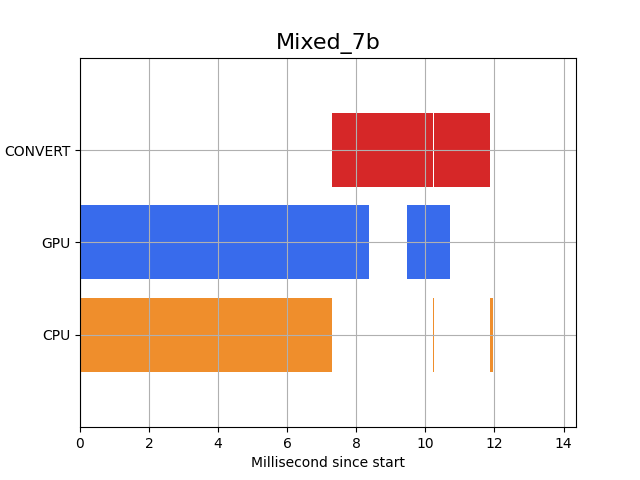 Mixed_7b
CONVERT
GPU
CPU
0 2 4 6 8 10 12 14
Millisecond since start